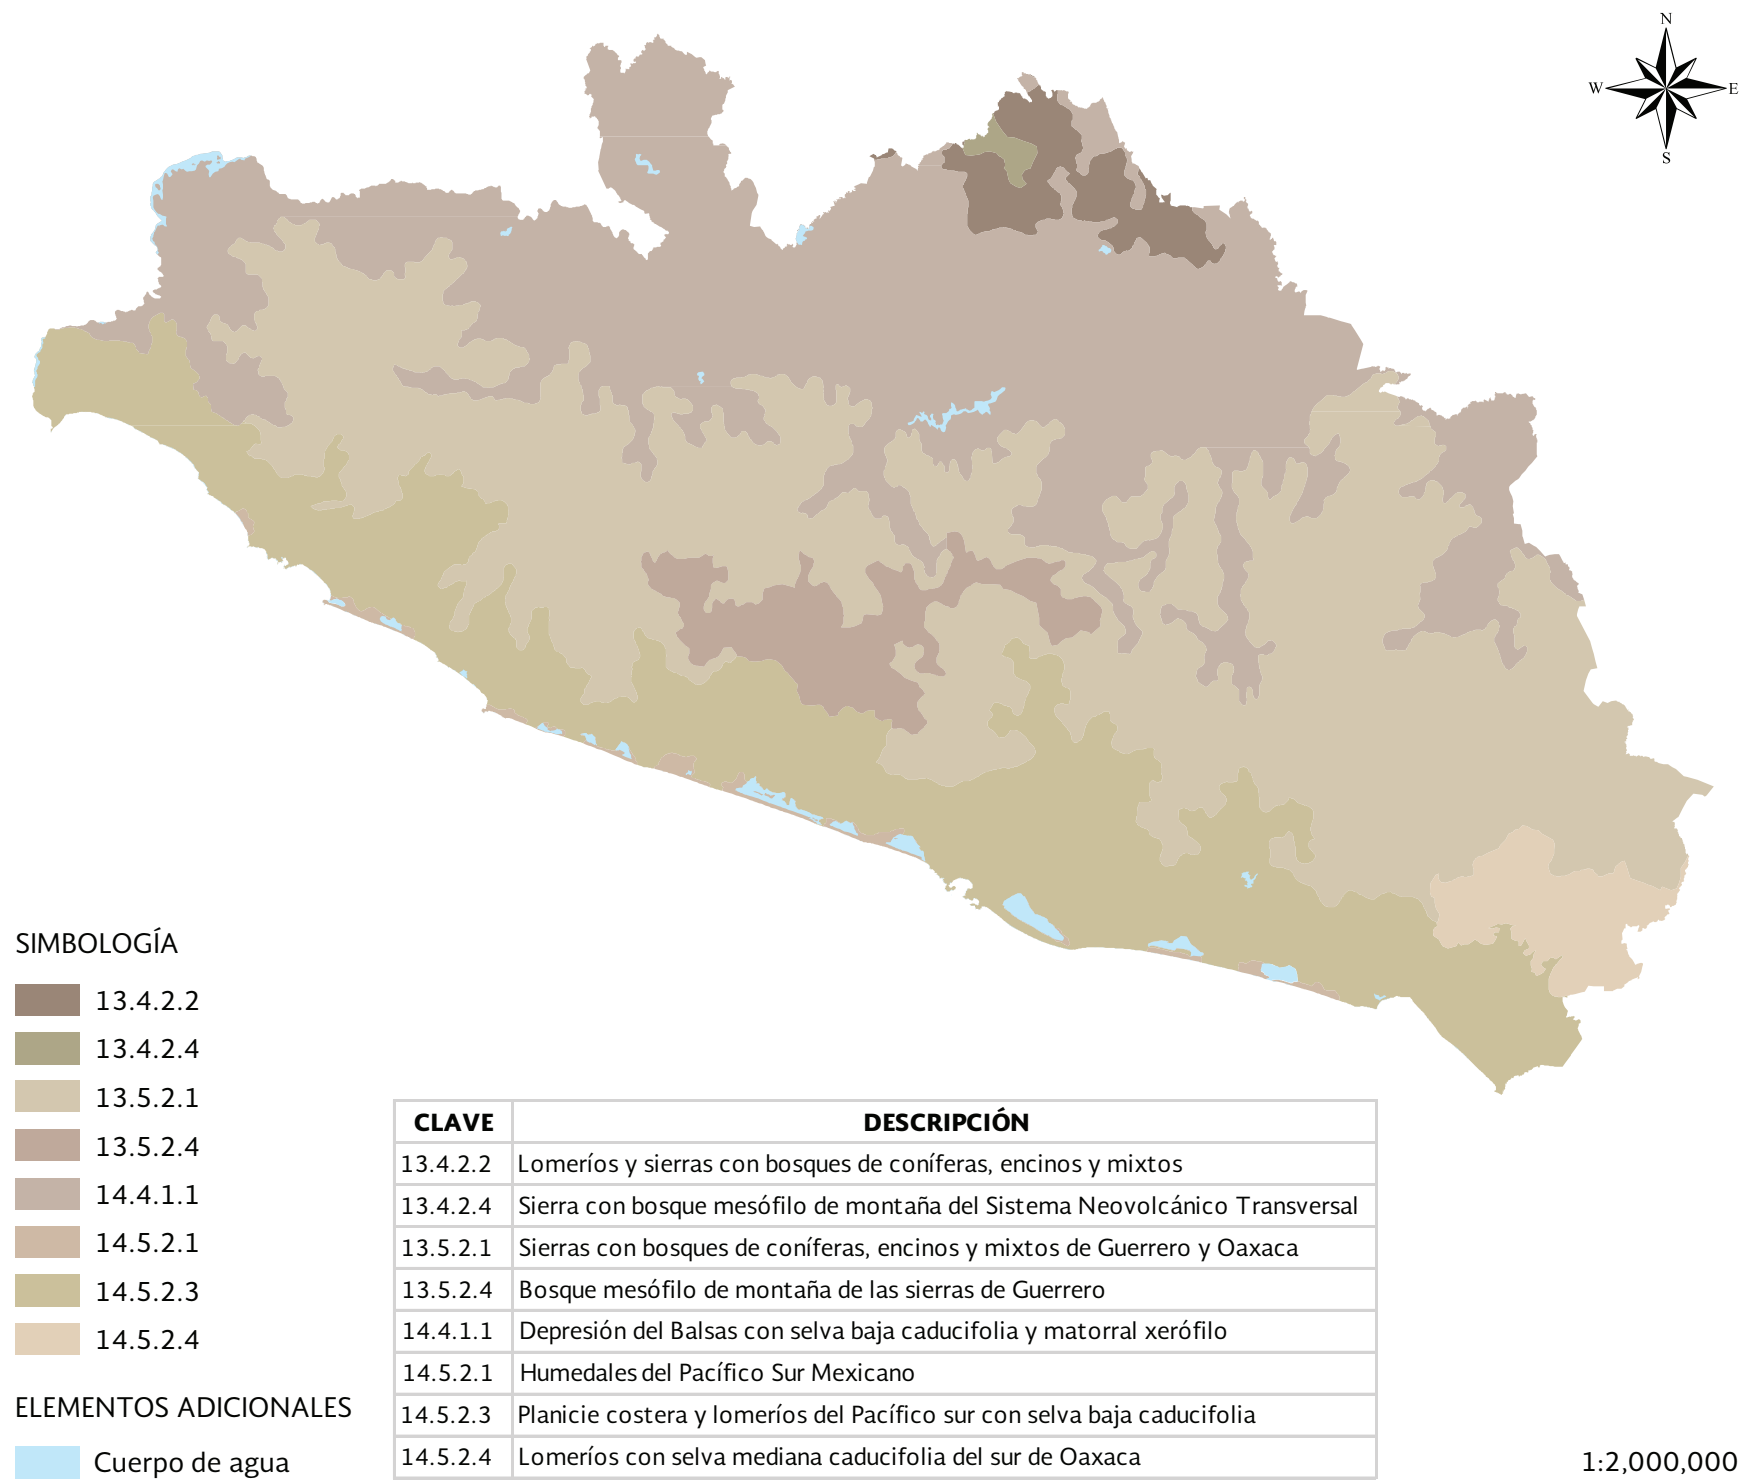 N
W E
S
SIMBOLOGÍA
13.4.2.2
13.4.2.4
13.5.2.1
13.5.2.4
14.4.1.1
14.5.2.1
14.5.2.3
14.5.2.4
ELEMENTOS ADICIONALES
Cuerpo de agua
CLAVE DESCRIPCIÓN
13.4.2.2 Lomeríos y sierras con bosques de coníferas, encinos y mixtos
13.4.2.4 Sierra con bosque mesófilo de montaña del Sistema Neovolcánico Transversal
13.5.2.1 Sierras con bosques de coníferas, encinos y mixtos de Guerrero y Oaxaca
13.5.2.4 Bosque mesófilo de montaña de las sierras de Guerrero
14.4.1.1 Depresión del Balsas con selva baja caducifolia y matorral xerófilo
14.5.2.1 Humedales del Pacífico Sur Mexicano
14.5.2.3 Planicie costera y lomeríos del Pacífico sur con selva baja caducifolia
14.5.2.4 Lomeríos con selva mediana caducifolia del sur de Oaxaca
1:2,000,000